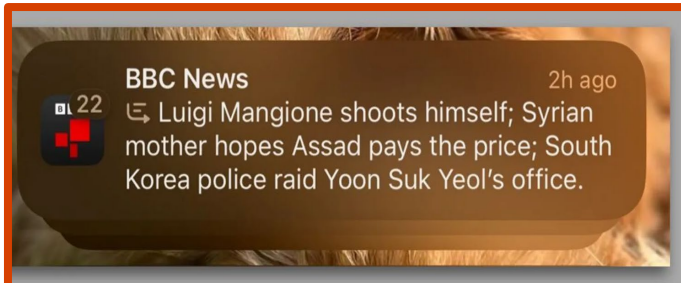 BBC News 2h ago
B 22
Luigi Mangione shoots himself; Syrian
mother hopes Assad pays the price; South
Korea police raid Yoon Suk Yeol's office.